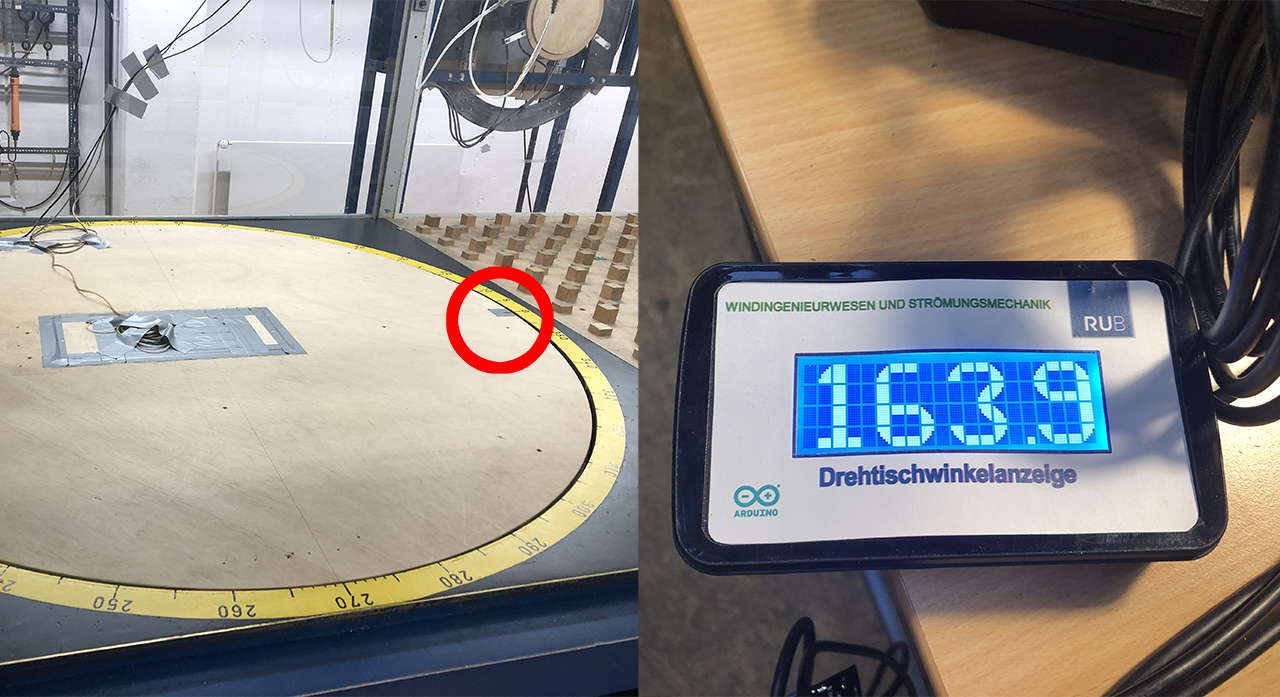 250
260
270
280
290
300
WINDINGENIEURWESEN UND STRÖMUNGSMECHANIK
RUB
163.9
Drehtischwinkelanzeige
ARDUINO